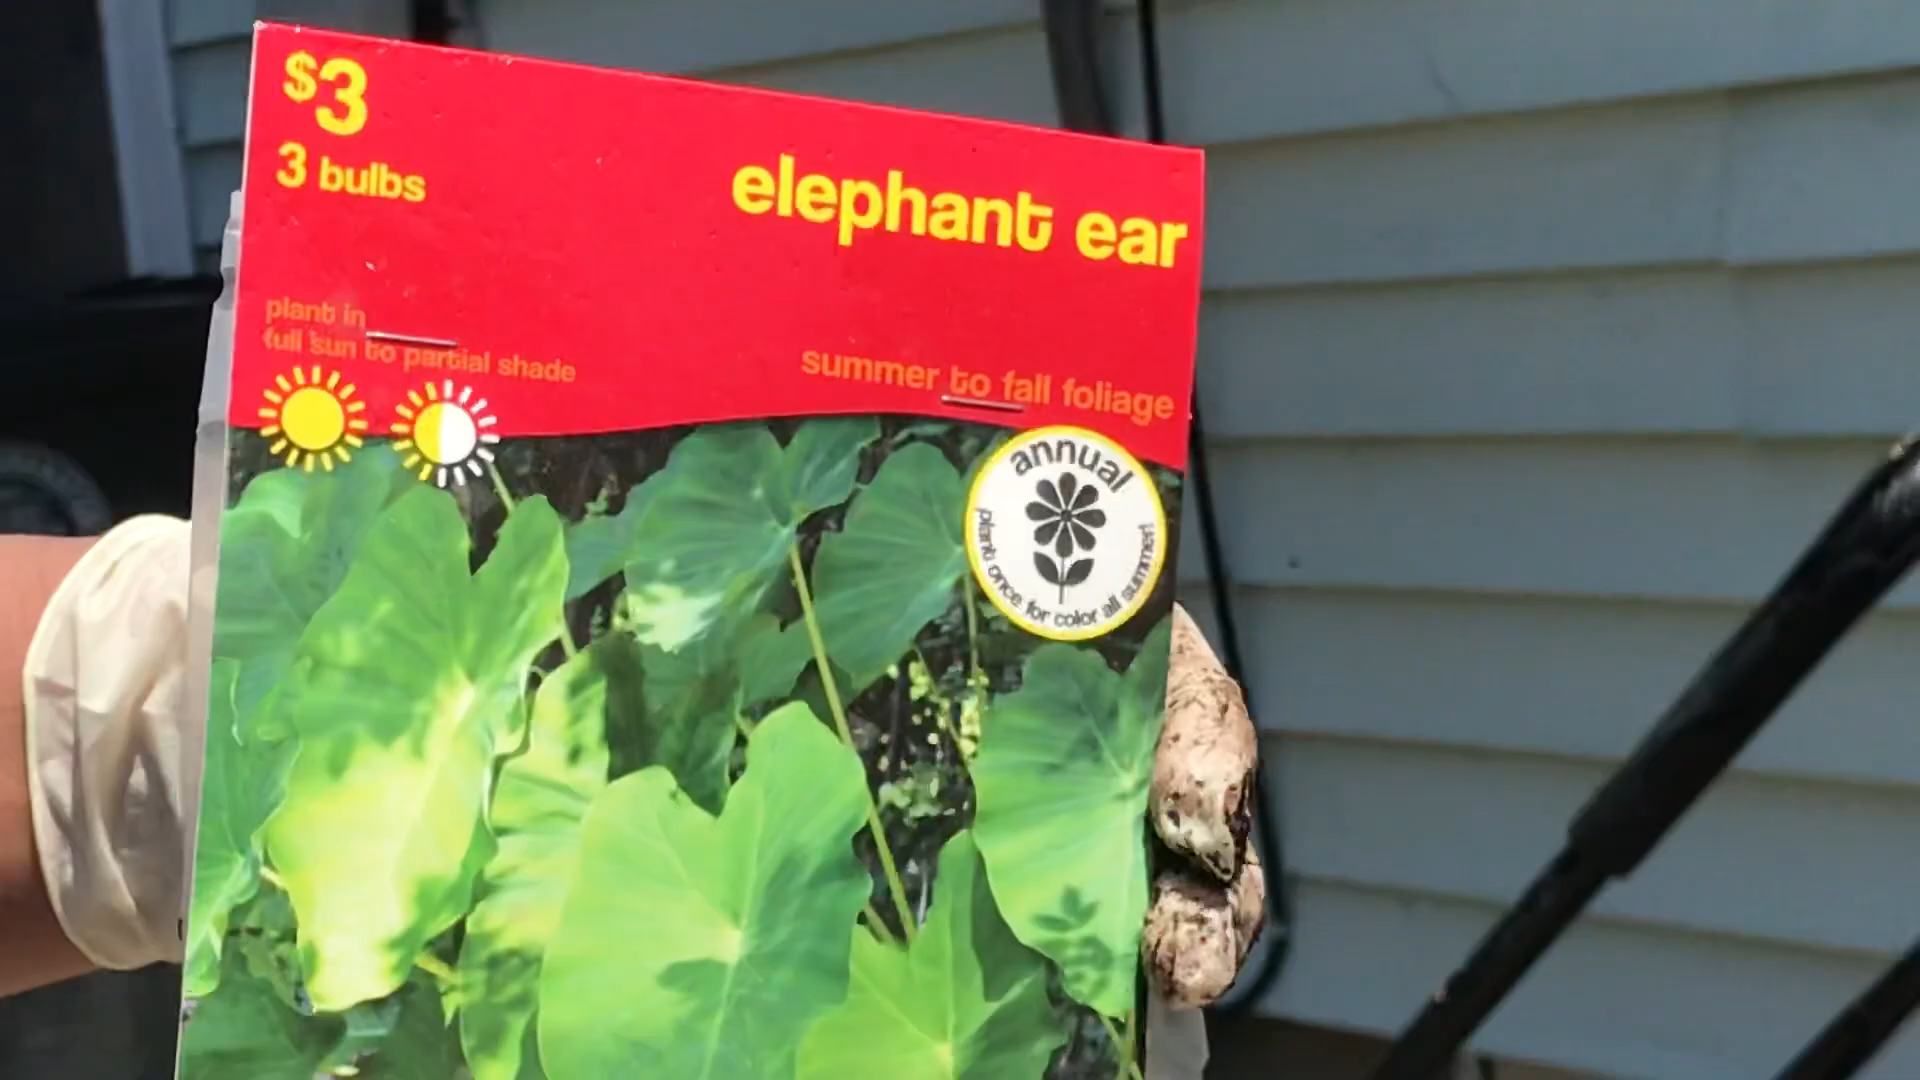 $3
3 bulbs
elephant ear
plant in
full sun to partial shade
summer to fall foliage
annual
plant once for color all summer!